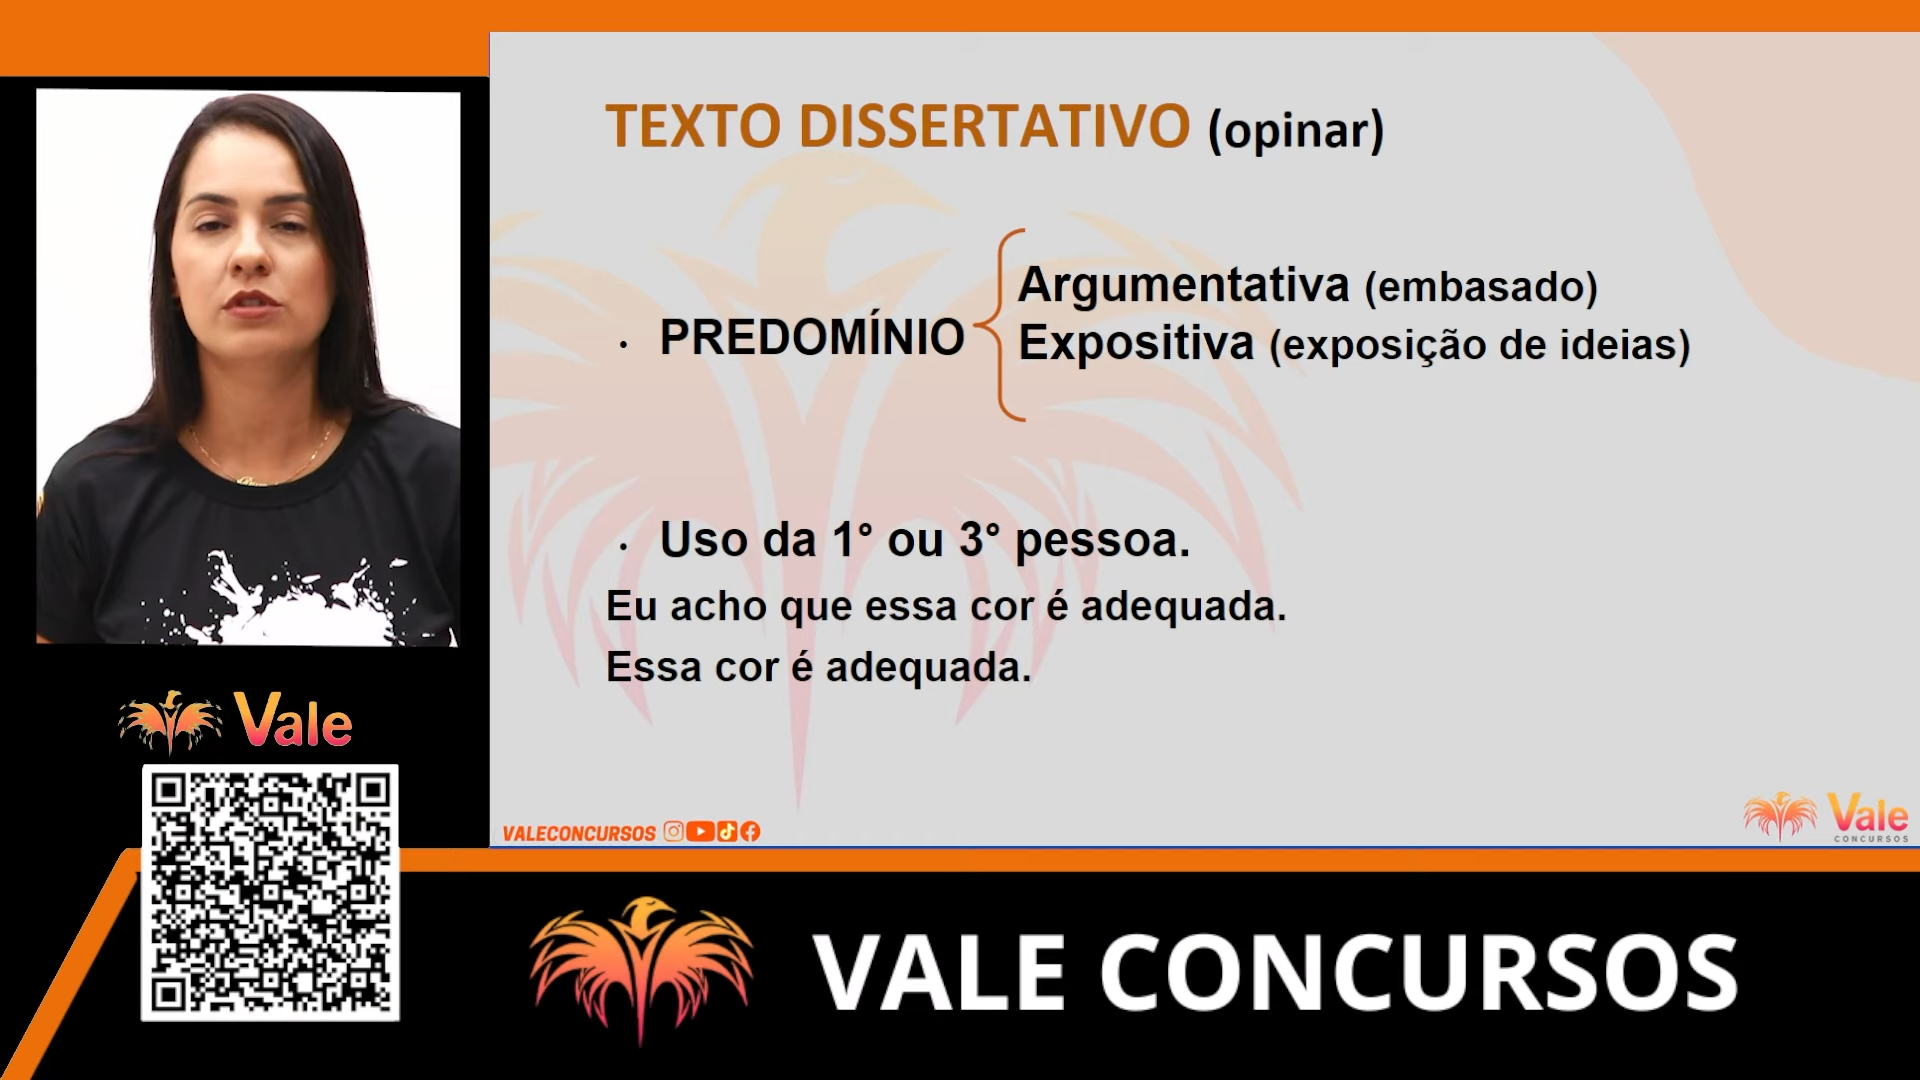 TEXTO DISSERTATIVO (opinar)
• PREDOMÍNIO
Argumentativa (embasado)
Expositiva (exposição de ideias)
• Uso da 1° ou 3° pessoa.
Eu acho que essa cor é adequada.
Essa cor é adequada.
Vale
VALECONCURSOS
Vale
CONCURSOS
VALE CONCURSOS